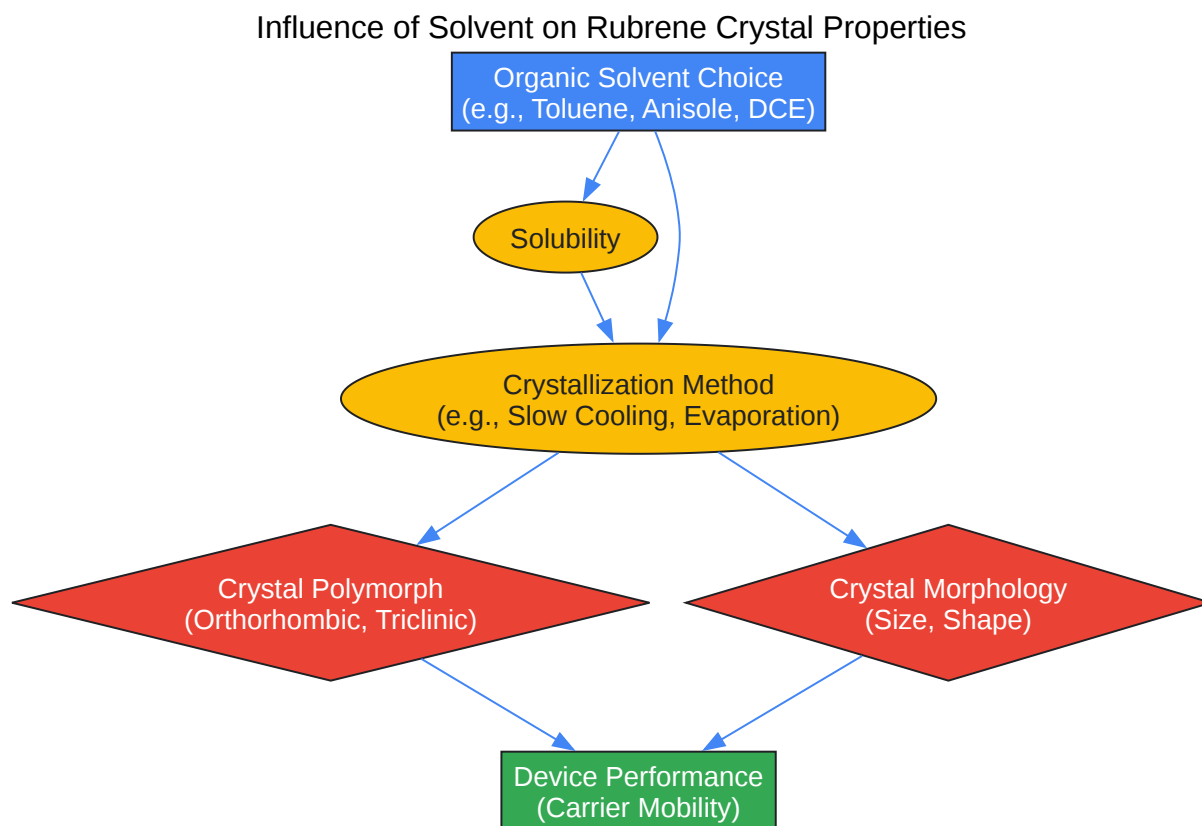 Influence of Solvent on Rubrene Crystal Properties
Organic Solvent Choice
(e.g., Toluene, Anisole, DCE)
Solubility
Crystallization Method
(e.g., Slow Cooling, Evaporation)
Crystal Polymorph
(Orthorhombic, Triclinic)
Crystal Morphology
(Size, Shape)
Device Performance
(Carrier Mobility)